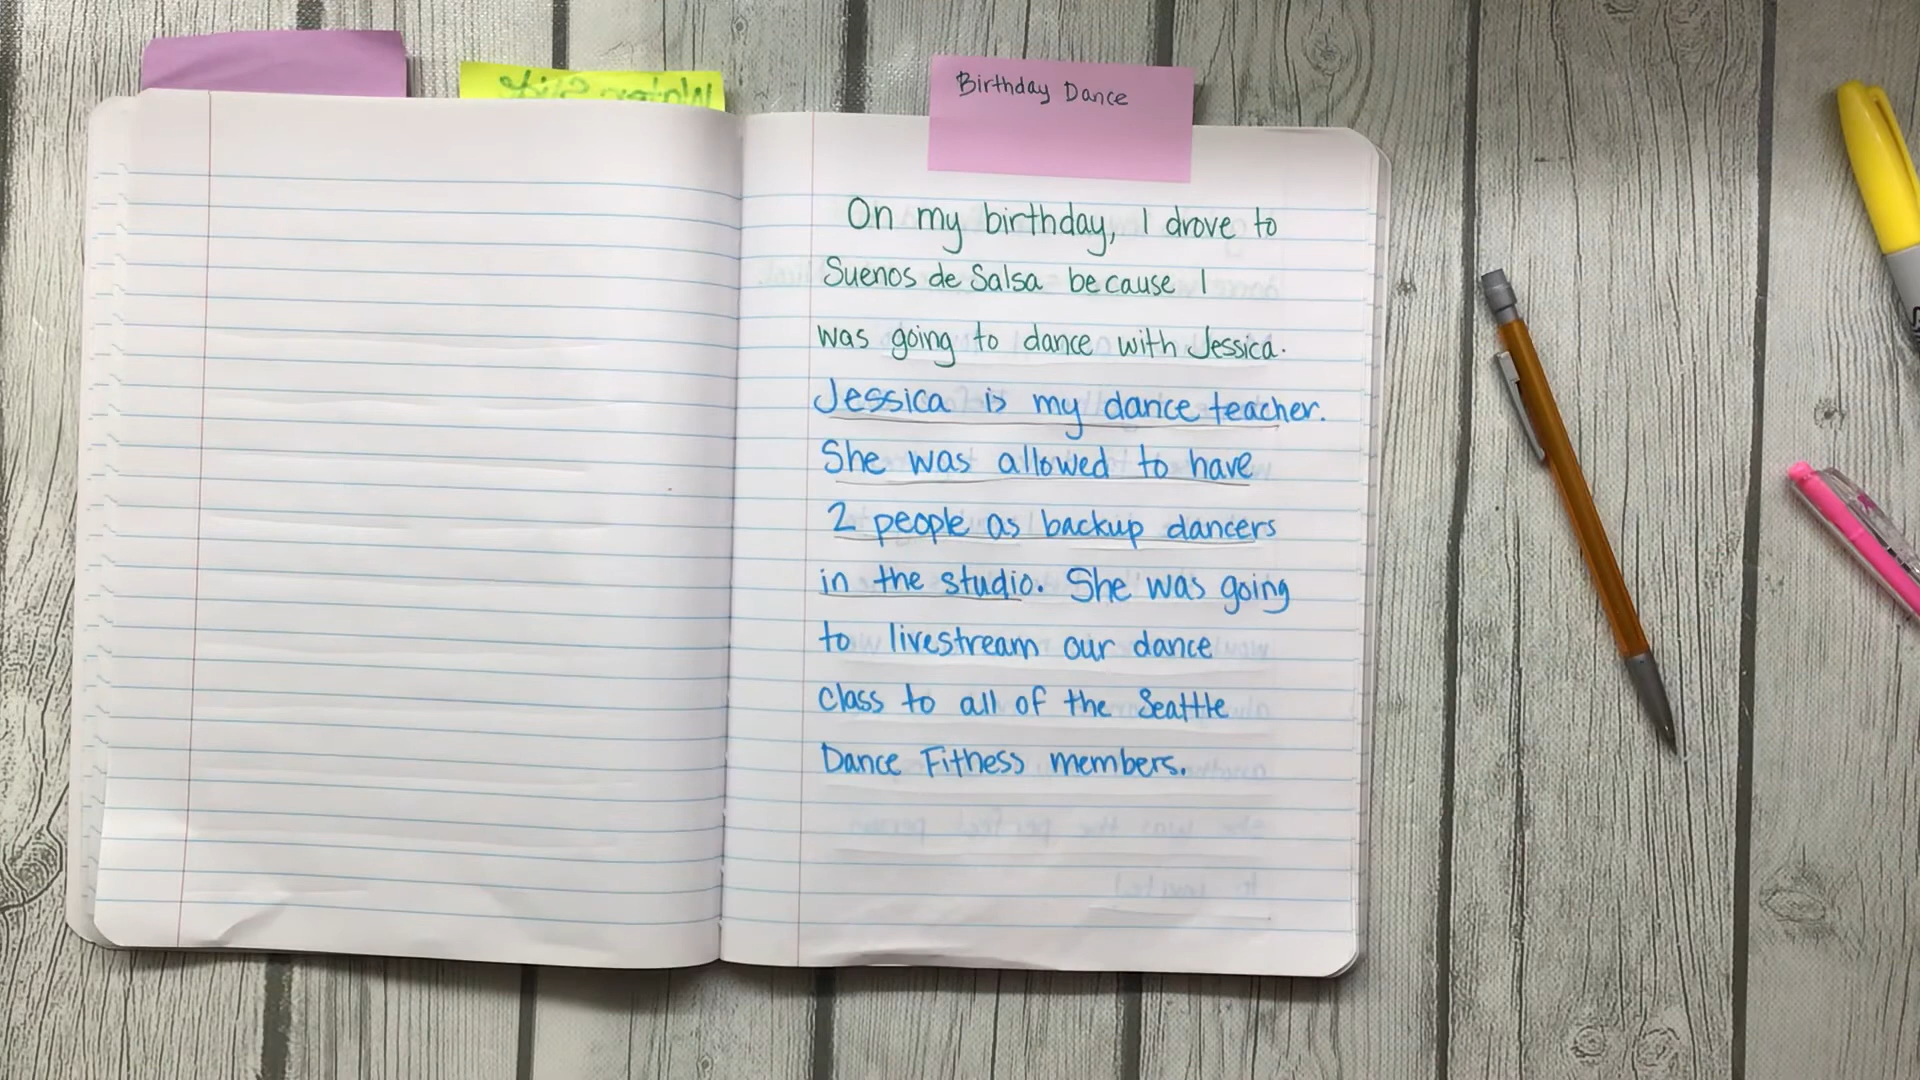 Birthday Dance
On my birthday, I drove to
Suenos de Salsa because I
was going to dance with Jessica.
Jessica is my dance teacher.
She was allowed to have
2 people as backup dancers
in the studio. She was going
to livestream our dance
class to all of the Seattle
Dance Fitness members.